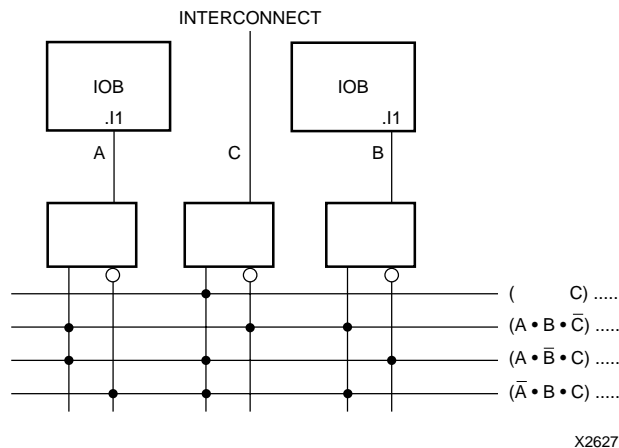 INTERCONNECT
IOB
.I1
IOB
.I1
A
C
B
( C) .....
(A • B • C̄) .....
(A • B̄ • C) .....
(Ā • B • C) .....
X2627